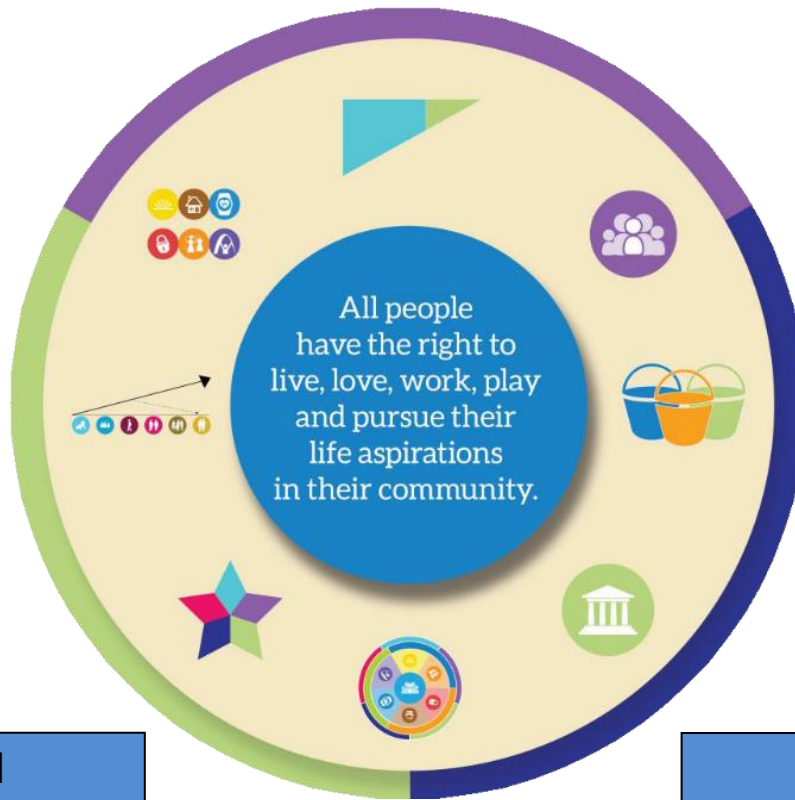 All people
have the right to
live, love, work, play
and pursue their
life aspirations
in their community.